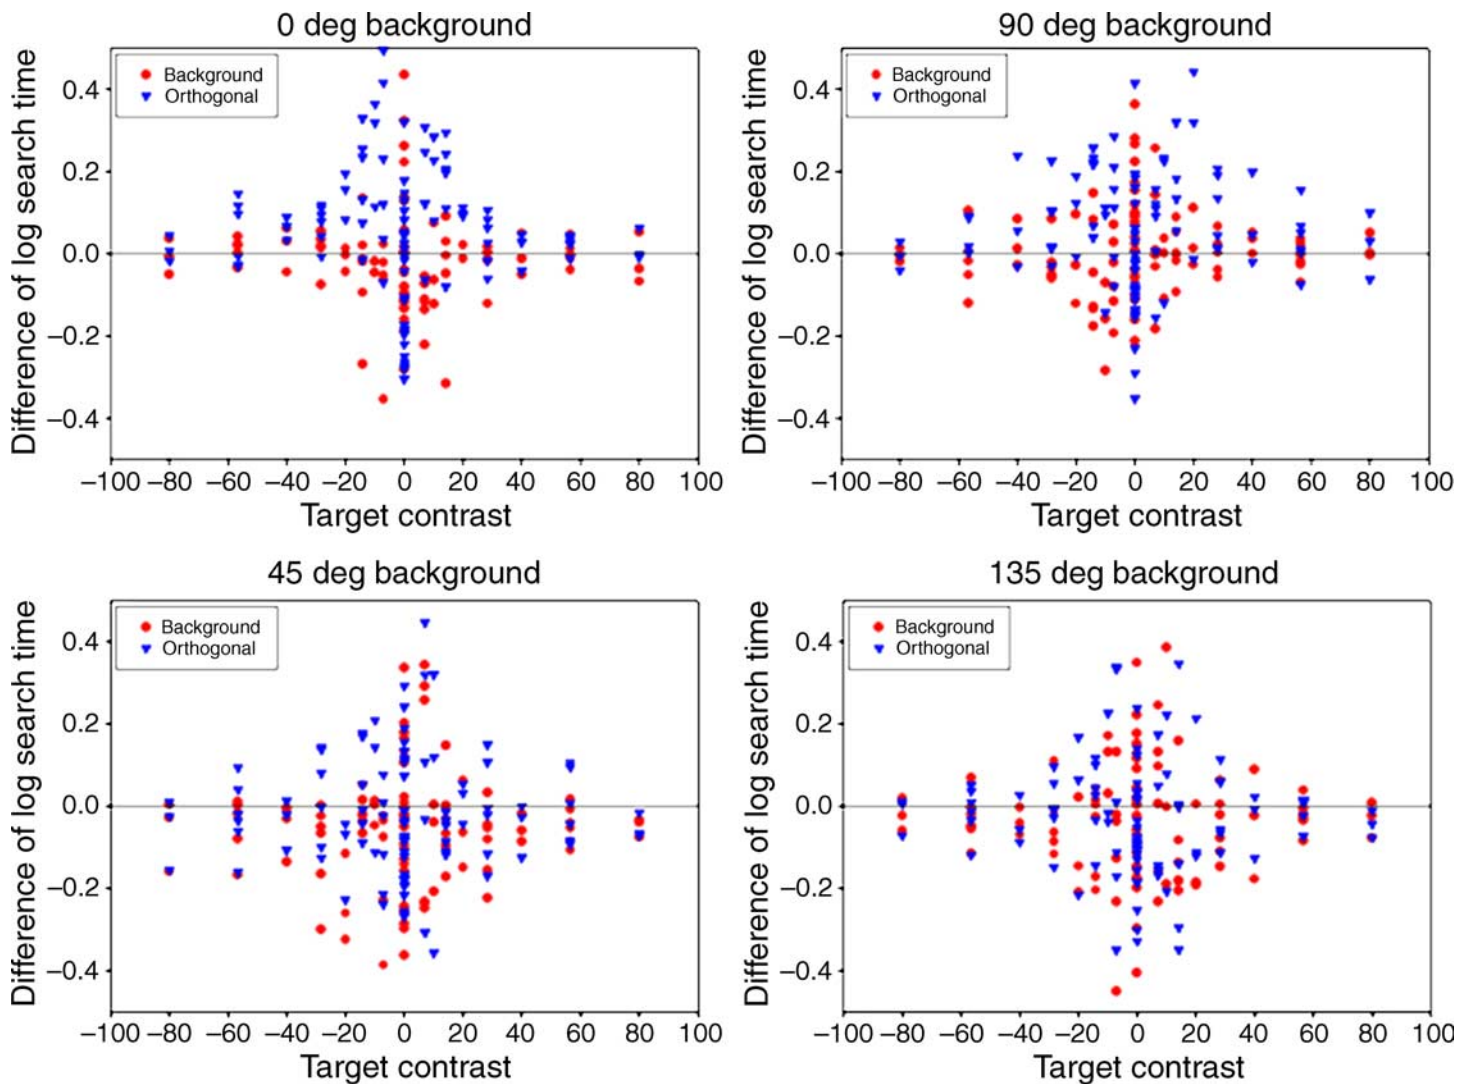 0 deg background
Background
Orthogonal
0.4
0.2
0.0
−0.2
−0.4
Difference of log search time
−100 −80 −60 −40 −20 0 20 40 60 80 100
Target contrast
90 deg background
Background
Orthogonal
0.4
0.2
0.0
−0.2
−0.4
Difference of log search time
−100 −80 −60 −40 −20 0 20 40 60 80 100
Target contrast
45 deg background
Background
Orthogonal
0.4
0.2
0.0
−0.2
−0.4
Difference of log search time
−100 −80 −60 −40 −20 0 20 40 60 80 100
Target contrast
135 deg background
Background
Orthogonal
0.4
0.2
0.0
−0.2
−0.4
Difference of log search time
−100 −80 −60 −40 −20 0 20 40 60 80 100
Target contrast